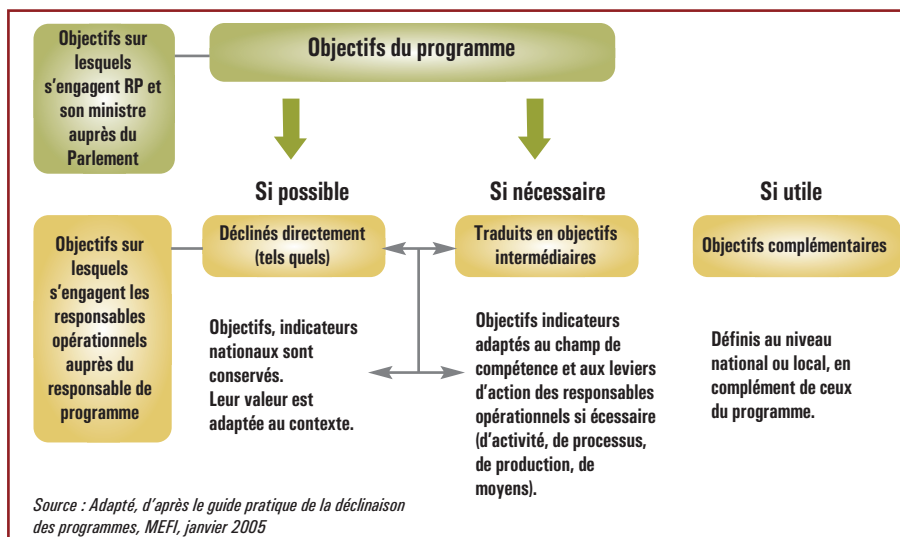 Objectifs sur
lesquels
s'engagent RP et
son ministre
auprès du
Parlement
Objectifs du programme
Si possible
Si nécessaire
Si utile
Objectifs sur
lesquels
s'engagent les
responsables
opérationnels
auprès du
responsable de
programme
Déclinés directement
(tels quels)
Traduits en objectifs
intermédiaires
Objectifs complémentaires
Objectifs, indicateurs
nationaux sont
conservés.
Leur valeur est
adaptée au contexte.
Objectifs indicateurs
adaptés au champ de
compétence et aux leviers
d'action des responsables
opérationnels si écessaire
(d'activité, de processus,
de production, de
moyens).
Définis au niveau
national ou local, en
complément de ceux
du programme.
Source : Adapté, d'après le guide pratique de la déclinaison
des programmes, MEFI, janvier 2005